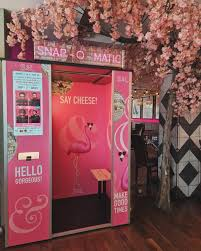 SNAP-O-MATIC
SAY CHEESE!
HELLO
GORGEOUS!
&
MAKE
GOOD
TIMES